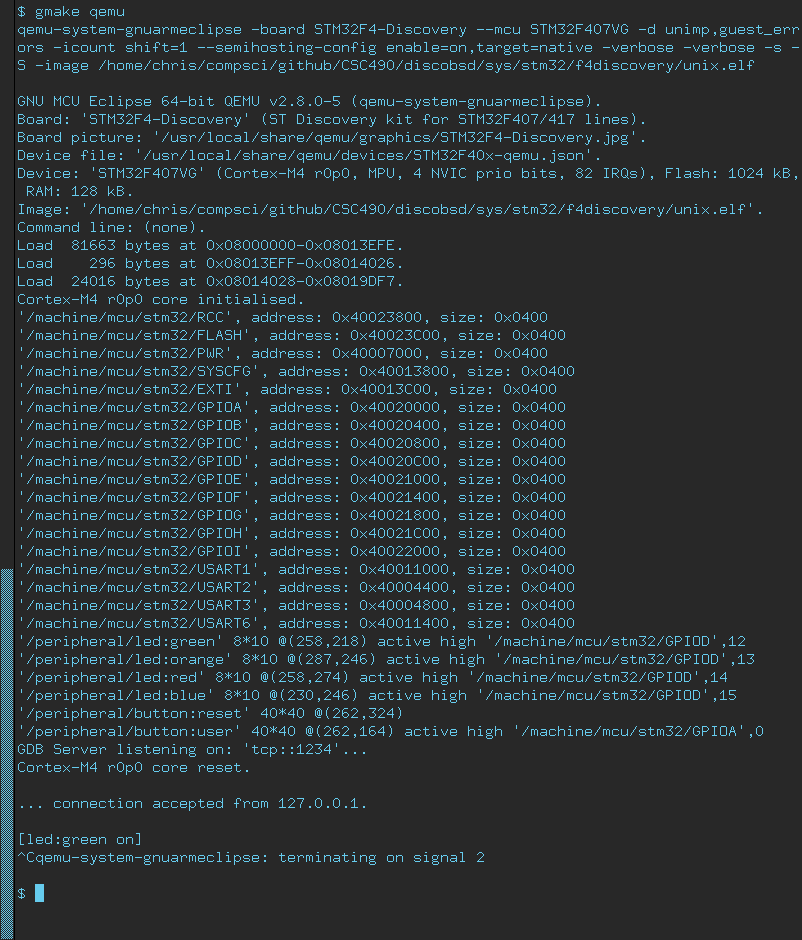 $ gmake qemu
qemu-system-gnuarmeclipse -board STM32F4-Discovery --mcu STM32F407VG -d unimp,guest_err
ors -icount shift=1 --semihosting-config enable=on,target=native -verbose -verbose -s -
S -image /home/chris/compsci/github/CSC490/discobsd/sys/stm32/f4discovery/unix.elf

GNU MCU Eclipse 64-bit QEMU v2.8.0-5 (qemu-system-gnuarmeclipse).
Board: 'STM32F4-Discovery' (ST Discovery kit for STM32F407/417 lines).
Board picture: '/usr/local/share/qemu/graphics/STM32F4-Discovery.jpg'.
Device file: '/usr/local/share/qemu/devices/STM32F40x-qemu.json'.
Device: 'STM32F407VG' (Cortex-M4 r0p0, MPU, 4 NVIC prio bits, 82 IRQs), Flash: 1024 kB,
 RAM: 128 kB.
Image: '/home/chris/compsci/github/CSC490/discobsd/sys/stm32/f4discovery/unix.elf'.
Command line: (none).
Load  81663 bytes at 0x08000000-0x08013EFE.
Load    296 bytes at 0x08013EFF-0x08014026.
Load  24016 bytes at 0x08014028-0x08019DF7.
Cortex-M4 r0p0 core initialised.
'/machine/mcu/stm32/RCC', address: 0x40023800, size: 0x0400
'/machine/mcu/stm32/FLASH', address: 0x40023C00, size: 0x0400
'/machine/mcu/stm32/PWR', address: 0x40007000, size: 0x0400
'/machine/mcu/stm32/SYSCFG', address: 0x40013800, size: 0x0400
'/machine/mcu/stm32/EXTI', address: 0x40013C00, size: 0x0400
'/machine/mcu/stm32/GPIOA', address: 0x40020000, size: 0x0400
'/machine/mcu/stm32/GPIOB', address: 0x40020400, size: 0x0400
'/machine/mcu/stm32/GPIOC', address: 0x40020800, size: 0x0400
'/machine/mcu/stm32/GPIOD', address: 0x40020C00, size: 0x0400
'/machine/mcu/stm32/GPIOE', address: 0x40021000, size: 0x0400
'/machine/mcu/stm32/GPIOF', address: 0x40021400, size: 0x0400
'/machine/mcu/stm32/GPIOG', address: 0x40021800, size: 0x0400
'/machine/mcu/stm32/GPIOH', address: 0x40021C00, size: 0x0400
'/machine/mcu/stm32/GPIOI', address: 0x40022000, size: 0x0400
'/machine/mcu/stm32/USART1', address: 0x40011000, size: 0x0400
'/machine/mcu/stm32/USART2', address: 0x40004400, size: 0x0400
'/machine/mcu/stm32/USART3', address: 0x40004800, size: 0x0400
'/machine/mcu/stm32/USART6', address: 0x40011400, size: 0x0400
'/peripheral/led:green' 8*10 @(258,218) active high '/machine/mcu/stm32/GPIOD',12
'/peripheral/led:orange' 8*10 @(287,246) active high '/machine/mcu/stm32/GPIOD',13
'/peripheral/led:red' 8*10 @(258,274) active high '/machine/mcu/stm32/GPIOD',14
'/peripheral/led:blue' 8*10 @(230,246) active high '/machine/mcu/stm32/GPIOD',15
'/peripheral/button:reset' 40*40 @(262,324)
'/peripheral/button:user' 40*40 @(262,164) active high '/machine/mcu/stm32/GPIOA',0
GDB Server listening on: 'tcp::1234'...
Cortex-M4 r0p0 core reset.

... connection accepted from 127.0.0.1.

[led:green on]
^Cqemu-system-gnuarmeclipse: terminating on signal 2

$